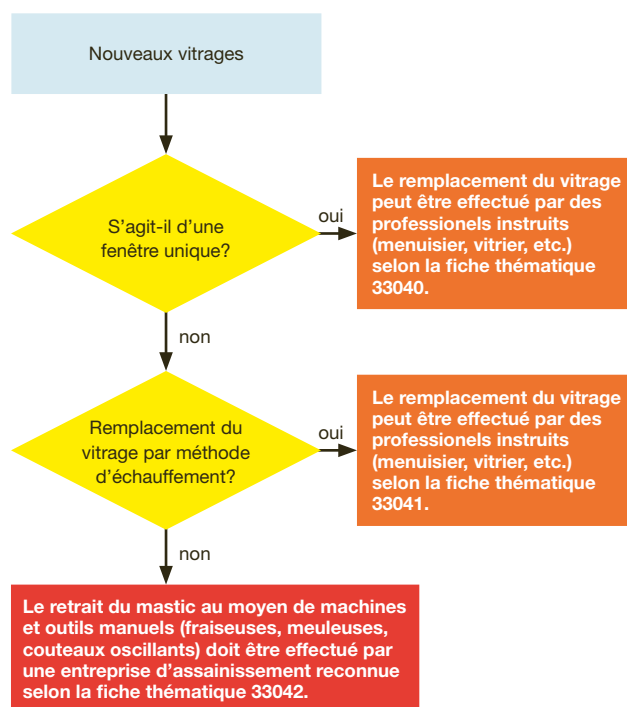 Nouveaux vitrages
S’agit-il d’une
fenêtre unique?
oui
Le remplacement du vitrage
peut être effectué par des
professionels instruits
(menuisier, vitrier, etc.)
selon la fiche thématique
33040.
non
Remplacement du
vitrage par méthode
d’échauffement?
oui
Le remplacement du vitrage
peut être effectué par des
professionels instruits
(menuisier, vitrier, etc.)
selon la fiche thématique
33041.
non
Le retrait du mastic au moyen de machines
et outils manuels (fraiseuses, meuleuses,
couteaux oscillants) doit être effectué par
une entreprise d’assainissement reconnue
selon la fiche thématique 33042.